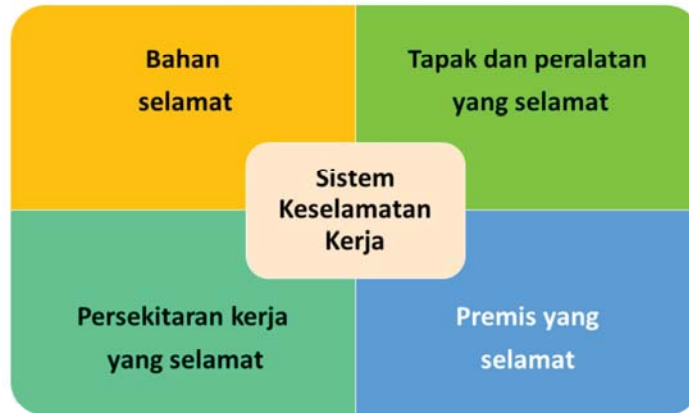 Bahan
selamat
Tapak dan peralatan
yang selamat
Sistem
Keselamatan
Kerja
Persekitaran kerja
yang selamat
Premis yang
selamat